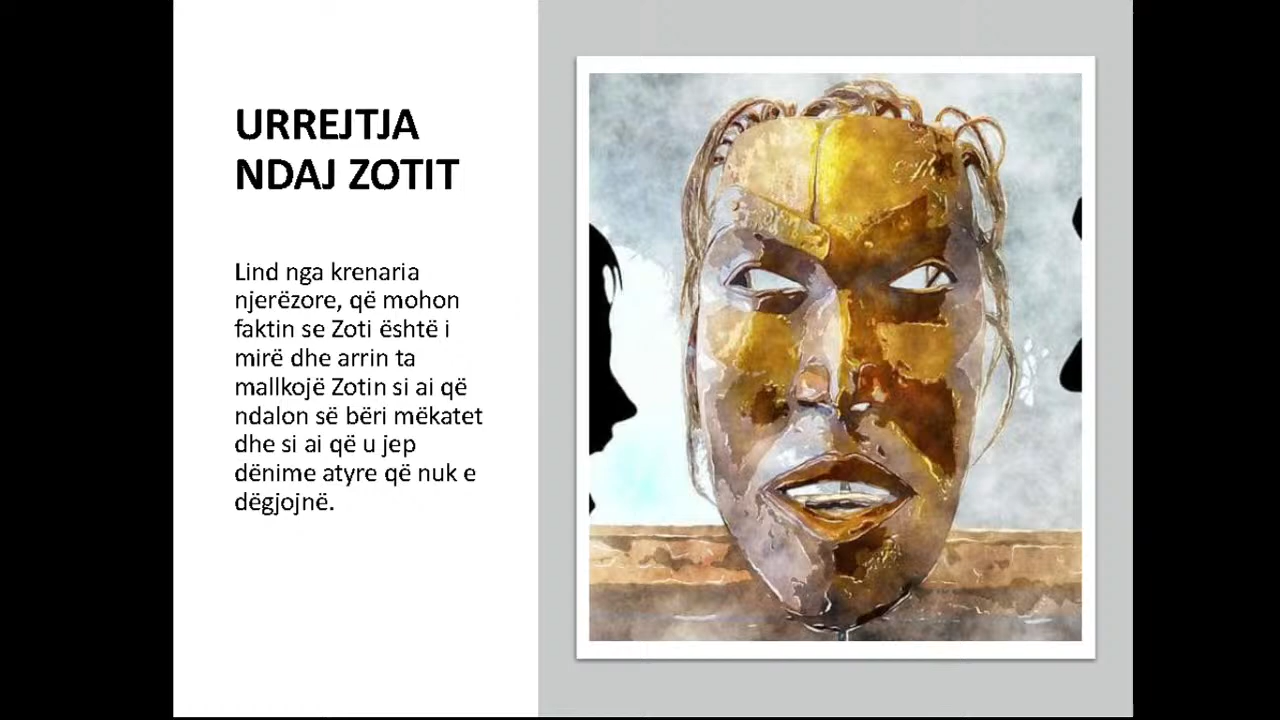 URREJTJA
NDAJ ZOTIT
Lind nga krenaria
njerëzore, që mohon
faktin se Zoti është i
mirë dhe arrin ta
mallkojë Zotin si ai që
ndalon së bëri mëkatet
dhe si ai që u jep
dënime atyre që nuk e
dëgjojnë.